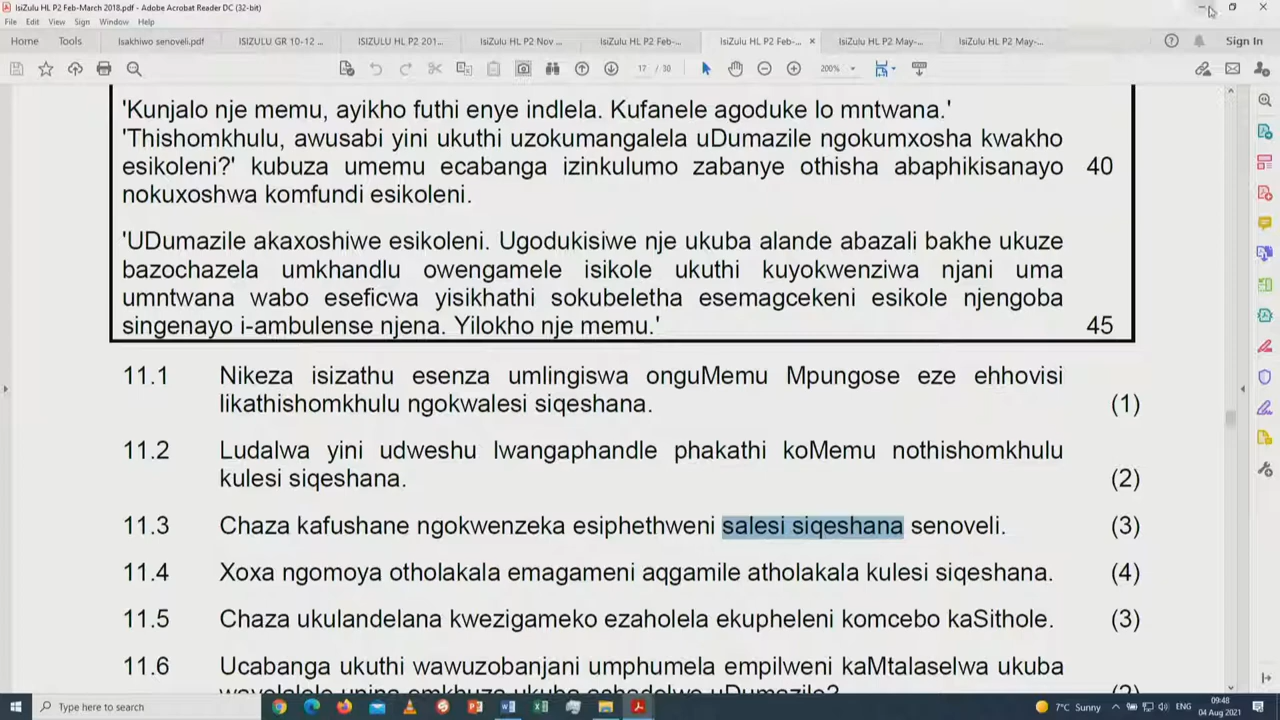 IsiZulu HL P2 Feb-March 2018.pdf - Adobe Acrobat Reader DC (32-bit)
File Edit View Sign Window Help
Home Tools Isakhiwo senoveli.pdf ISIZULU GR 10-12 ... ISIZULU HL P2 201... IsiZulu HL P2 Nov ... IsiZulu HL P2 Feb-... IsiZulu HL P2 Feb-... × IsiZulu HL P2 May-... IsiZulu HL P2 May-... Sign In
17 / 30 200%
'Kunjalo nje memu, ayikho futhi enye indlela. Kufanele agoduke lo mntwana.'
'Thishomkhulu, awusabi yini ukuthi uzokumangalela uDumazile ngokumxosha kwakho
esikoleni?' kubuza umemu ecabanga izinkulumo zabanye othisha abaphikisanayo 40
nokuxoshwa komfundi esikoleni.
'UDumazile akaxoshiwe esikoleni. Ugodukisiwe nje ukuba alande abazali bakhe ukuze
bazochazela umkhandlu owengamele isikole ukuthi kuyokwenziwa njani uma
umntwana wabo eseficwa yisikhathi sokubeletha esemagcekeni esikole njengoba
singenayo i-ambulense njena. Yilokho nje memu.' 45
11.1 Nikeza isizathu esenza umlingiswa onguMemu Mpungose eze ehhovisi
likathishomkhulu ngokwalesi siqeshana. (1)
11.2 Ludalwa yini udweshu lwangaphandle phakathi koMemu nothishomkhulu
kulesi siqeshana. (2)
11.3 Chaza kafushane ngokwenzeka esiphethweni salesi siqeshana senoveli. (3)
11.4 Xoxa ngomoya otholakala emagameni aqgamile atholakala kulesi siqeshana. (4)
11.5 Chaza ukulandelana kwezigameko ezaholela ekupheleni komcebo kaSithole. (3)
11.6 Ucabanga ukuthi wawuzobanjani umphumela empilweni kaMtalaselwa ukuba
Type here to search 7°C Sunny 09:48
04 Aug 2021